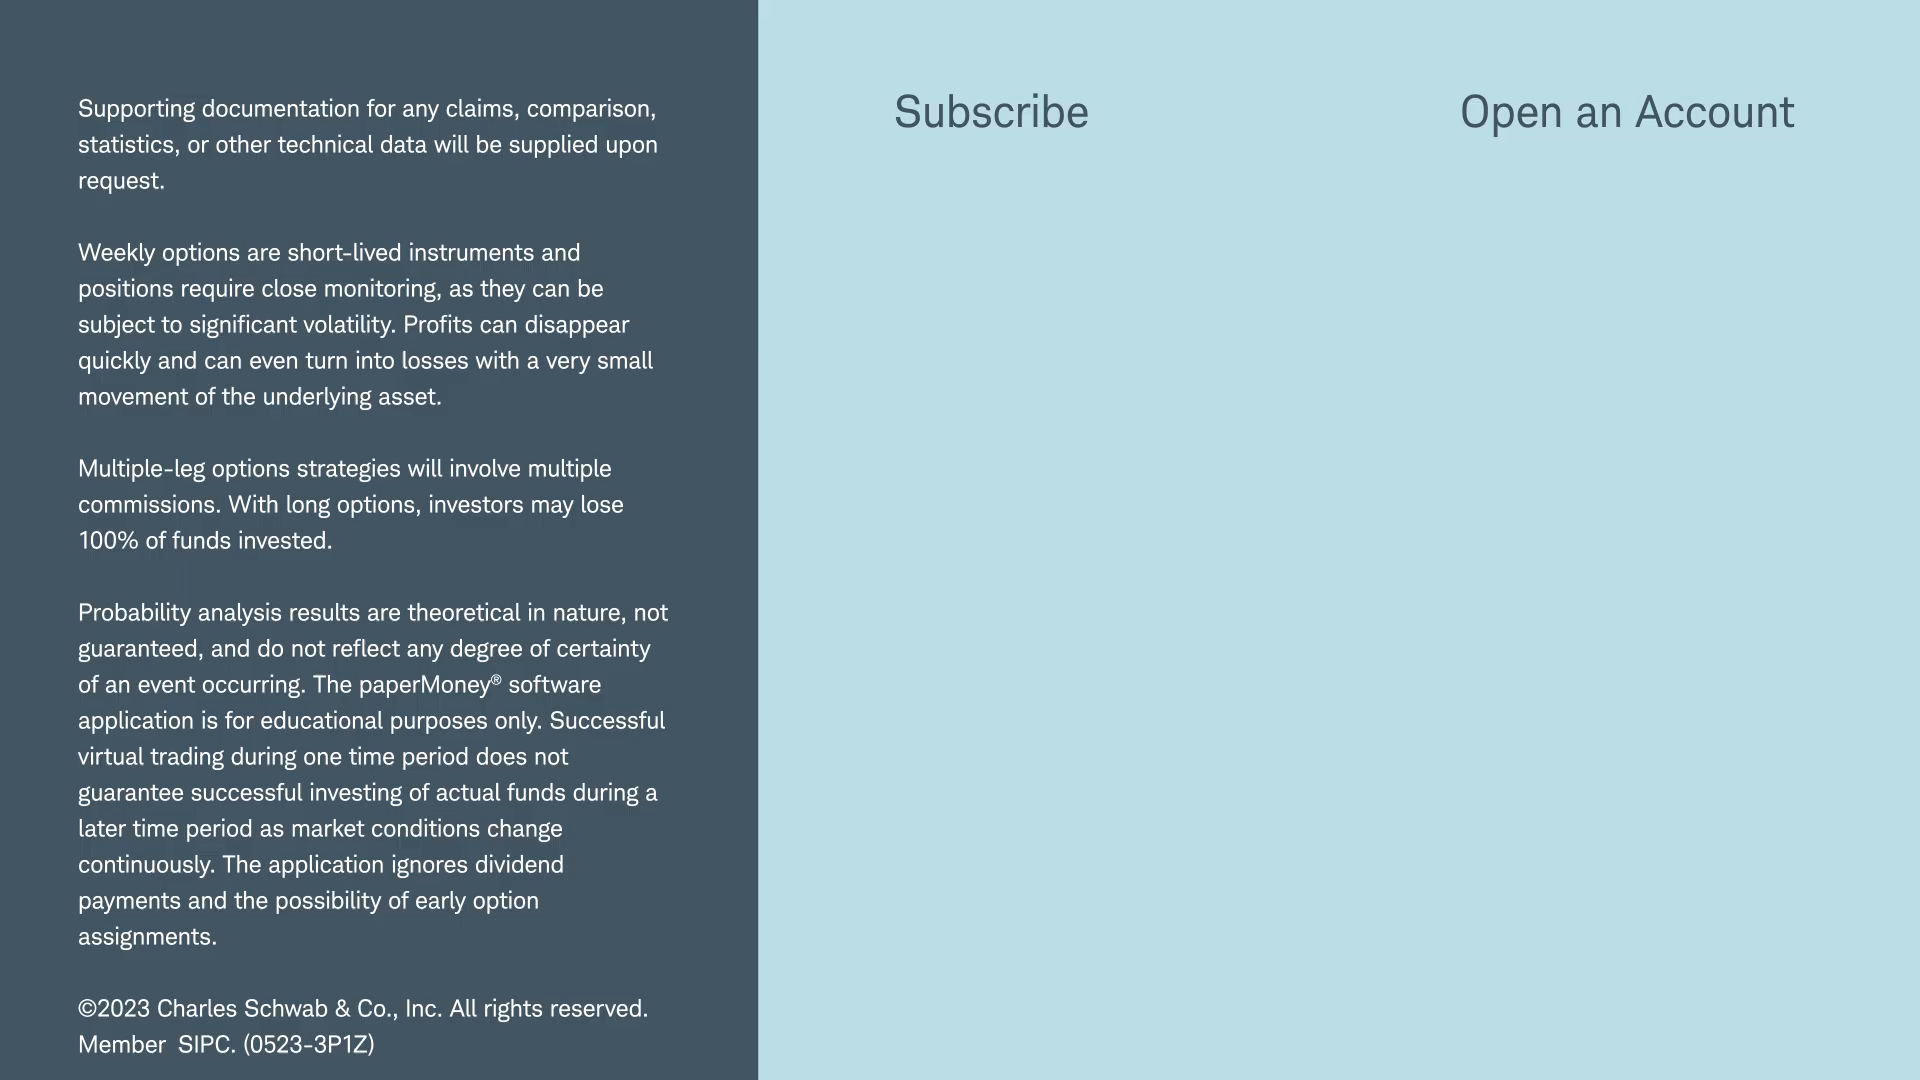 Supporting documentation for any claims, comparison,
statistics, or other technical data will be supplied upon
request.
Weekly options are short-lived instruments and
positions require close monitoring, as they can be
subject to significant volatility. Profits can disappear
quickly and can even turn into losses with a very small
movement of the underlying asset.
Multiple-leg options strategies will involve multiple
commissions. With long options, investors may lose
100% of funds invested.
Probability analysis results are theoretical in nature, not
guaranteed, and do not reflect any degree of certainty
of an event occurring. The paperMoney® software
application is for educational purposes only. Successful
virtual trading during one time period does not
guarantee successful investing of actual funds during a
later time period as market conditions change
continuously. The application ignores dividend
payments and the possibility of early option
assignments.
©2023 Charles Schwab & Co., Inc. All rights reserved.
Member  SIPC. (0523-3P1Z)
Subscribe
Open an Account